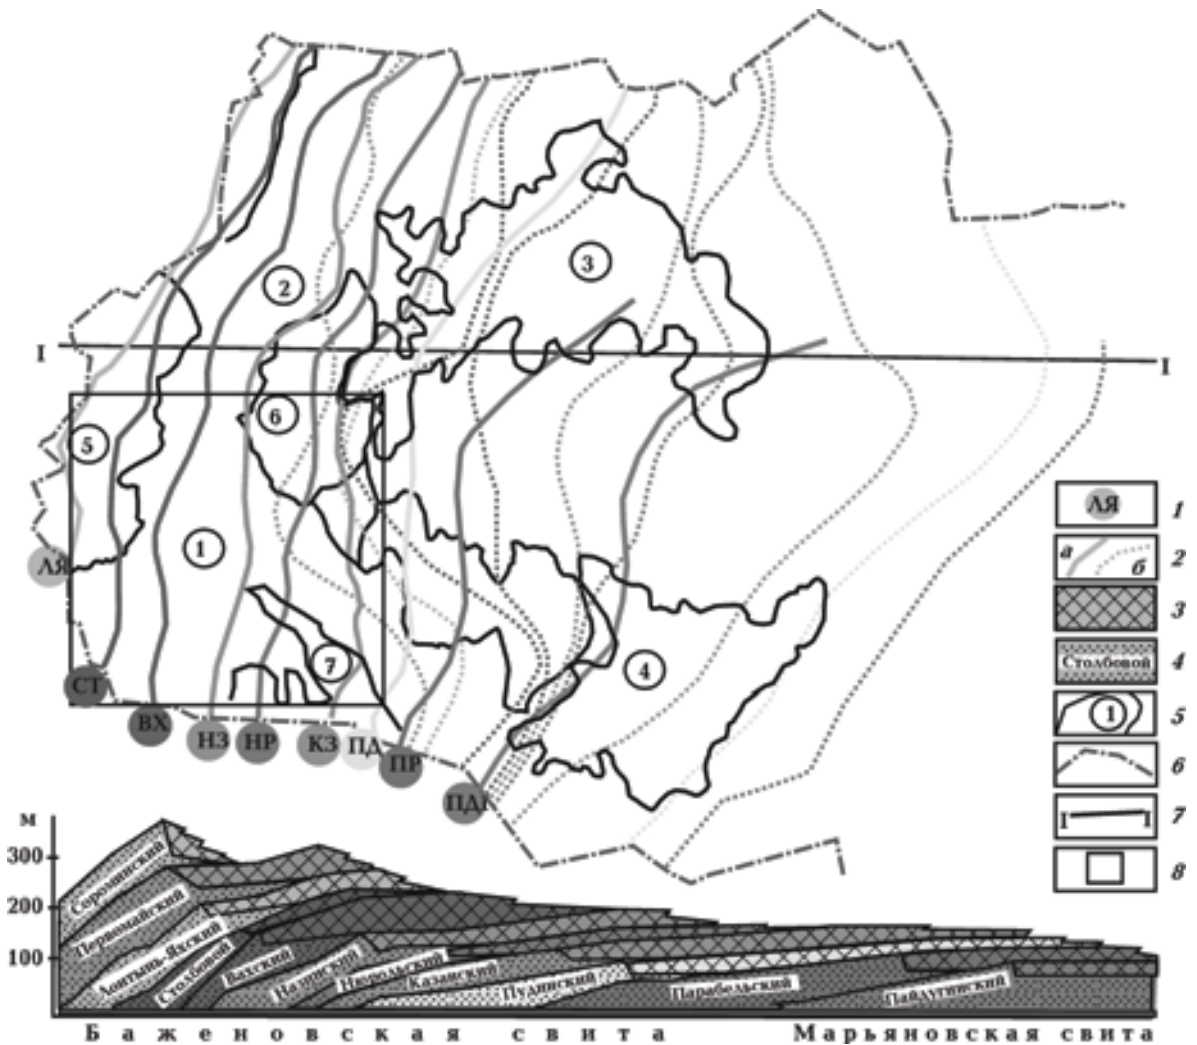 3
2
I
I
6
5
ЛЯ 1
1
а б 2
ЛЯ
3
7
4
Столбовой 4
СТ
1 5
ВХ
НЗ
НР
КЗ
ПД
ПР
6
ПДГ
I I 7
м
300
8
200
100
Сороминский
Первомайский
Лонтынь-Яхский
Столбовой
Вахский
Назинский
Нюрольский
Казанский
Пудинский
Парабельский
Пайдугинский
Баженовская свита
Марьяновская свита